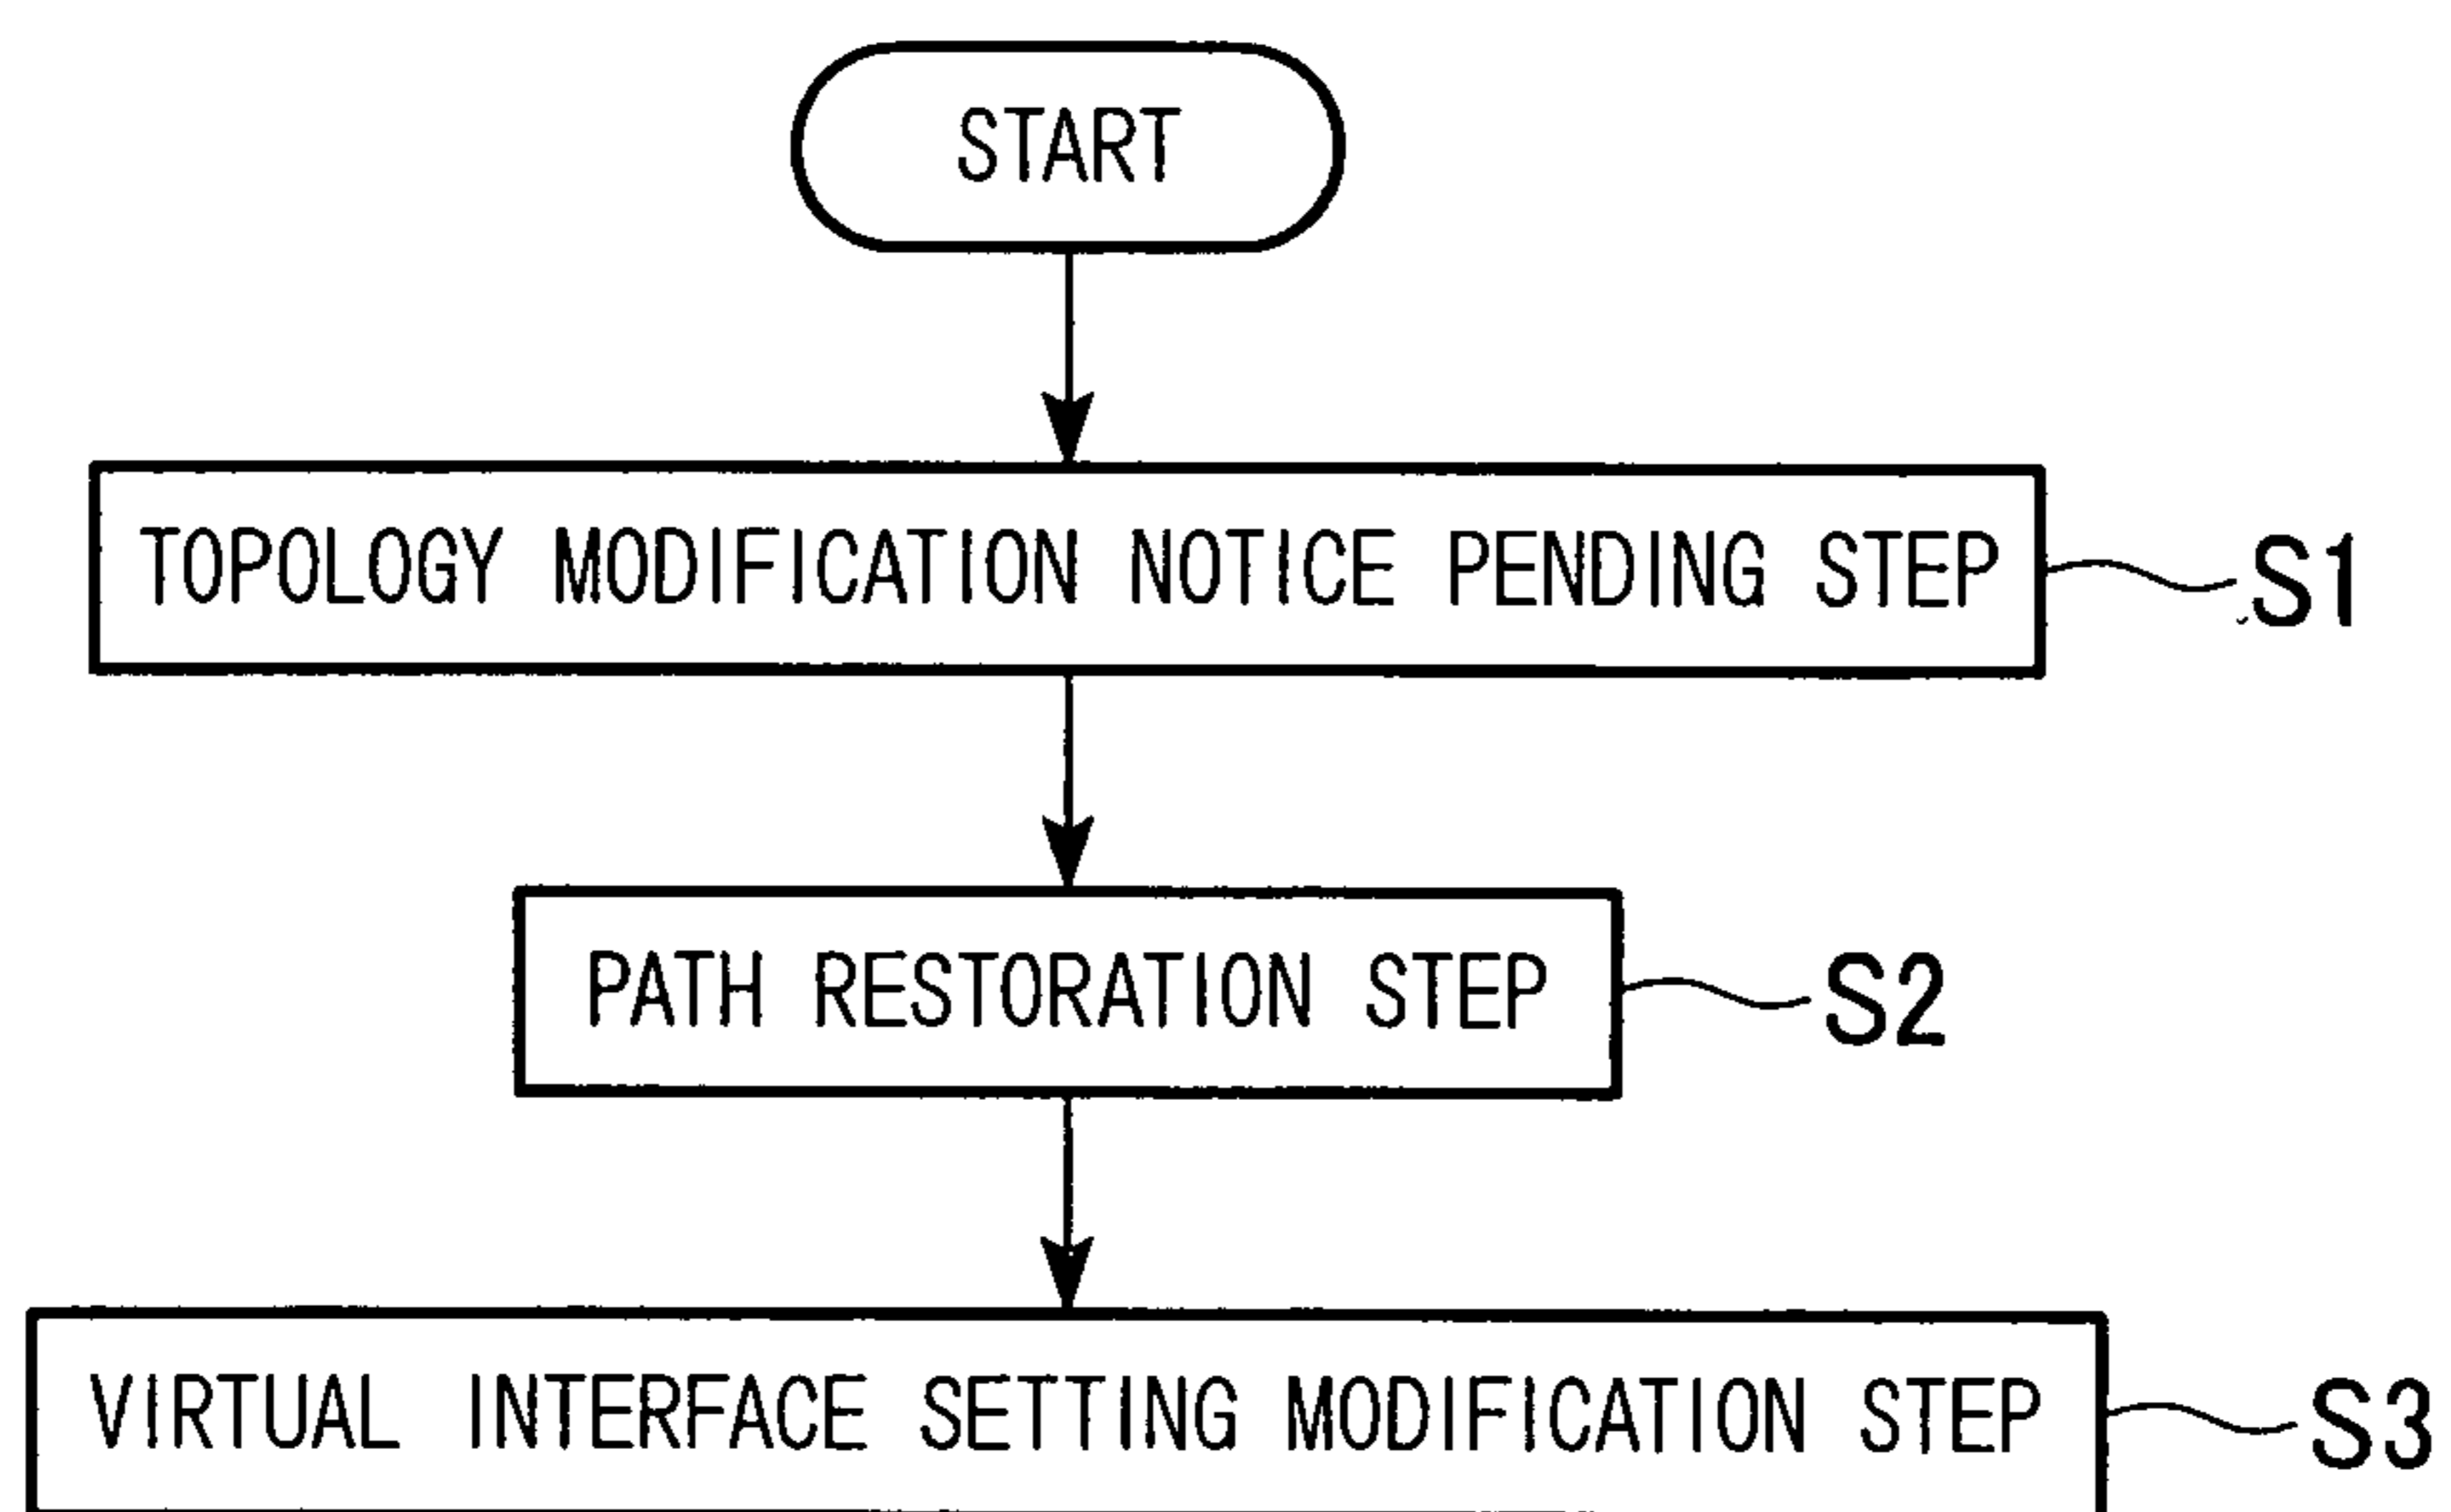 START
TOPOLOGY MODIFICATION NOTICE PENDING STEP
S1
PATH RESTORATION STEP
S2
VIRTUAL INTERFACE SETTING MODIFICATION STEP
S3